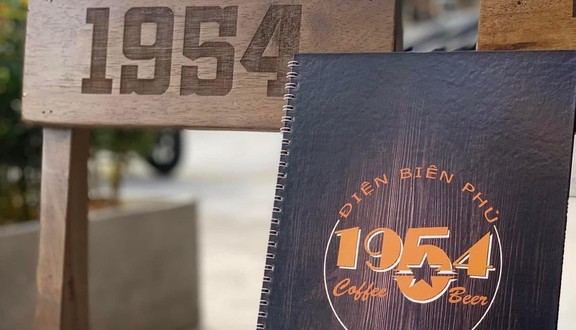 1954
ĐIỆN BIÊN PHỦ
1954
Coffee Beer